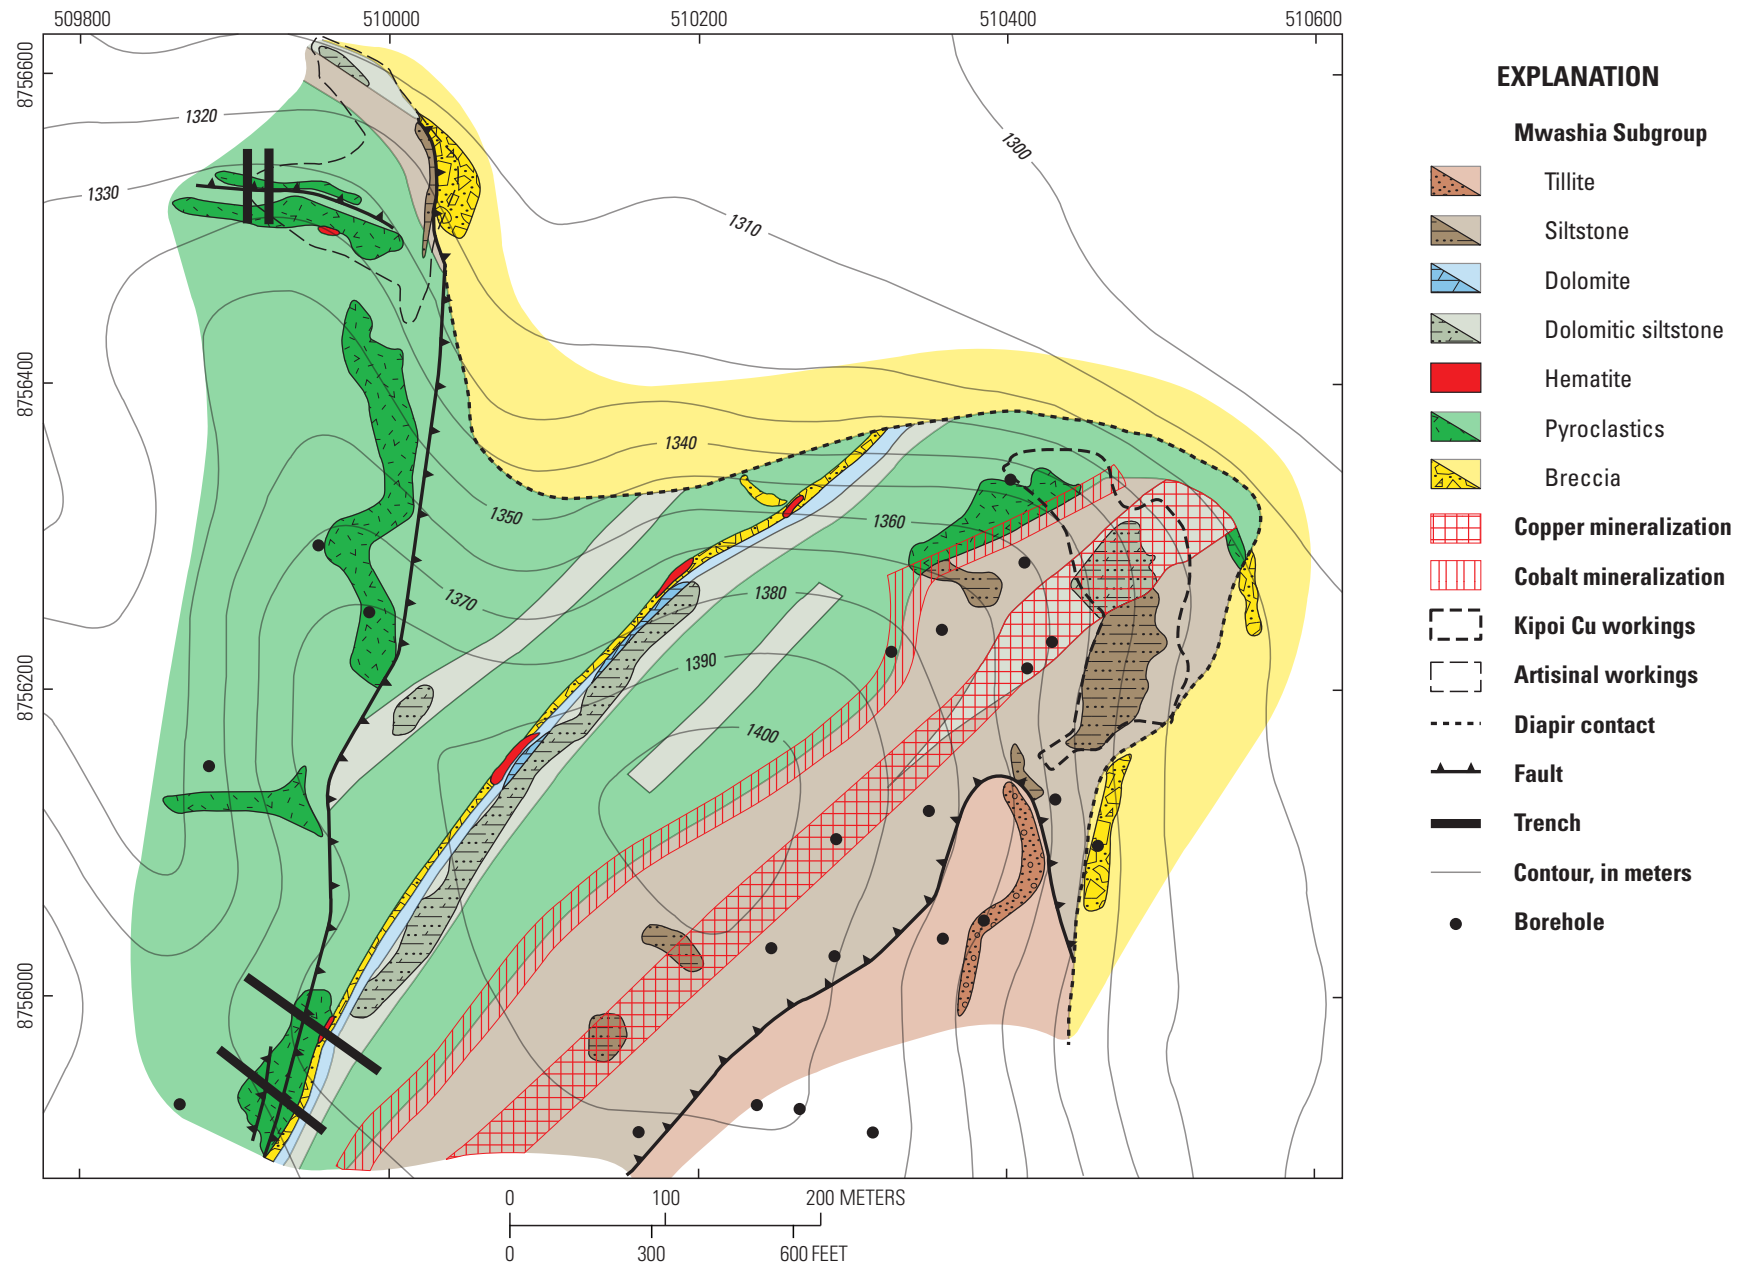 509800 510000 510200 510400 510600
8756600
8756400
8756200
8756000
1320
1330
1300
1310
1340
1350
1360
1370
1380
1390
1400
0 100 200 METERS
0 300 600 FEET
EXPLANATION
Mwashia Subgroup
Tillite
Siltstone
Dolomite
Dolomitic siltstone
Hematite
Pyroclastics
Breccia
Copper mineralization
Cobalt mineralization
Kipoi Cu workings
Artisinal workings
Diapir contact
Fault
Trench
Contour, in meters
Borehole